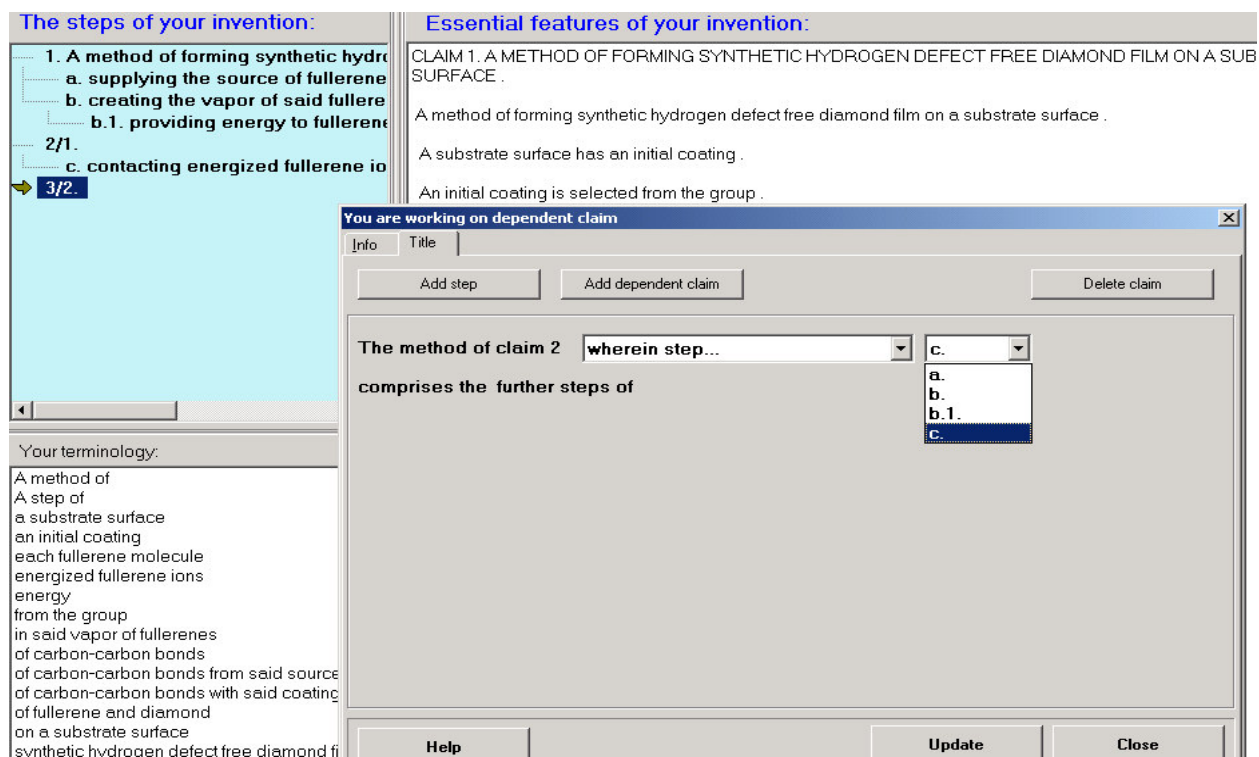 The steps of your invention:
1. A method of forming synthetic hydro
a. supplying the source of fullerene
b. creating the vapor of said fullere
b.1. providing energy to fullerene
2/1.
c. contacting energized fullerene io
3/2.
Essential features of your invention:
CLAIM 1. A METHOD OF FORMING SYNTHETIC HYDROGEN DEFECT FREE DIAMOND FILM ON A SUB
SURFACE .
A method of forming synthetic hydrogen defect free diamond film on a substrate surface .
A substrate surface has an initial coating .
An initial coating is selected from the group .
You are working on dependent claim
Info Title
Add step Add dependent claim Delete claim
The method of claim 2 wherein step... c.
comprises the further steps of
a.
b.
b.1.
c.
Your terminology:
A method of
A step of
a substrate surface
an initial coating
each fullerene molecule
energized fullerene ions
energy
from the group
in said vapor of fullerenes
of carbon-carbon bonds
of carbon-carbon bonds from said source
of carbon-carbon bonds with said coating
of fullerene and diamond
on a substrate surface
synthetic hydrogen defect free diamond fi
Help Update Close